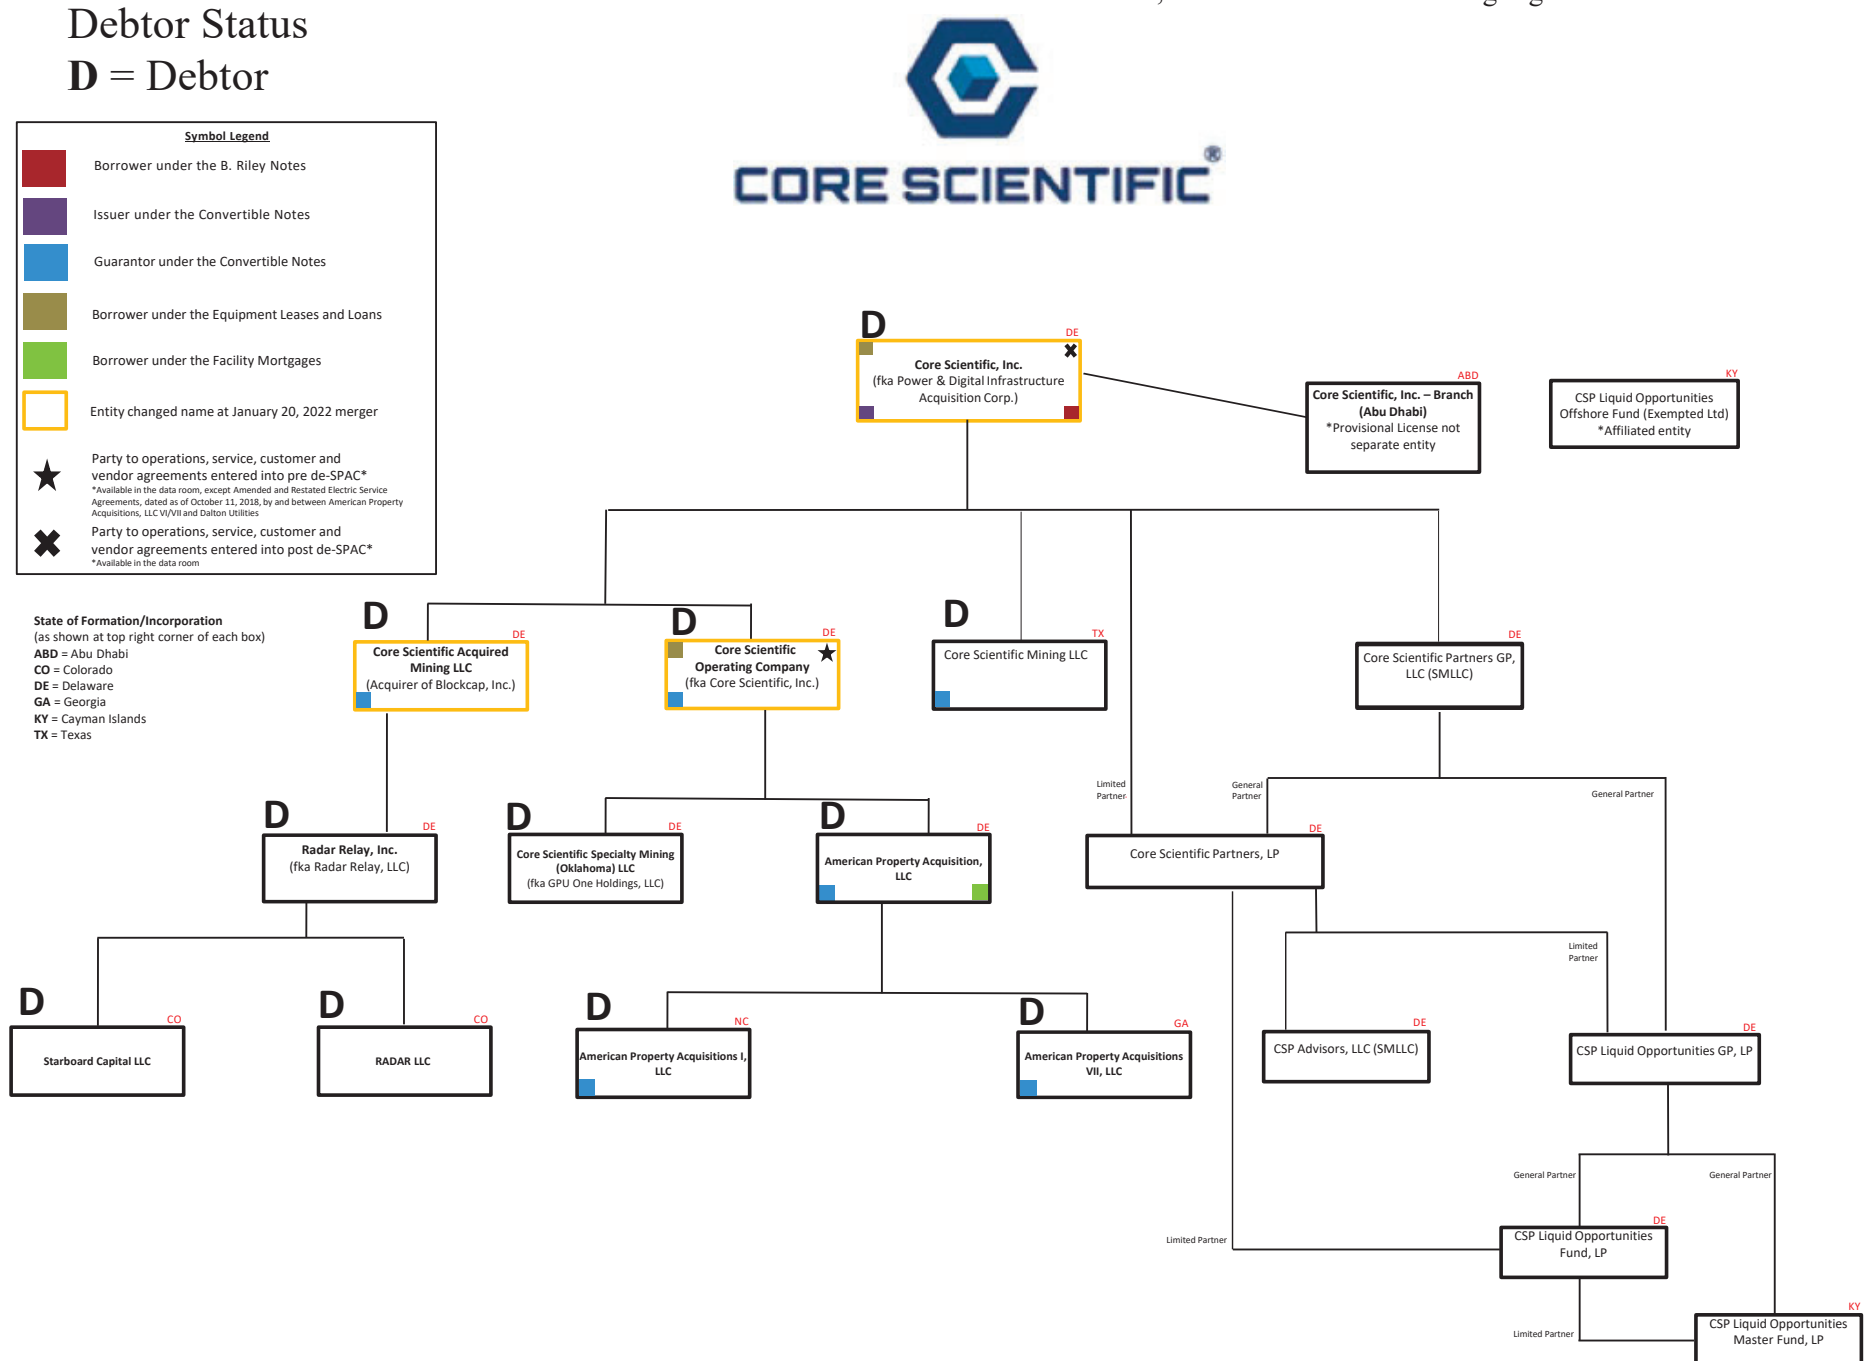 Debtor Status
D = Debtor
CORE SCIENTIFIC®
Symbol Legend
Borrower under the B. Riley Notes
Issuer under the Convertible Notes
Guarantor under the Convertible Notes
Borrower under the Equipment Leases and Loans
Borrower under the Facility Mortgages
Entity changed name at January 20, 2022 merger
Party to operations, service, customer and
vendor agreements entered into pre de-SPAC*
*Available in the data room, except Amended and Restated Electric Service
Agreements, dated as of October 11, 2018, by and between American Property
Acquisitions, LLC VI/VII and Dalton Utilities
Party to operations, service, customer and
vendor agreements entered into post de-SPAC*
*Available in the data room
State of Formation/Incorporation
(as shown at top right corner of each box)
ABD = Abu Dhabi
CO = Colorado
DE = Delaware
GA = Georgia
KY = Cayman Islands
TX = Texas
D
DE
Core Scientific, Inc.
(fka Power & Digital Infrastructure
Acquisition Corp.)
ABD
Core Scientific, Inc. – Branch
(Abu Dhabi)
*Provisional License not
separate entity
KY
CSP Liquid Opportunities
Offshore Fund (Exempted Ltd)
*Affiliated entity
D
DE
Core Scientific Acquired
Mining LLC
(Acquirer of Blockcap, Inc.)
D
DE
Core Scientific
Operating Company
(fka Core Scientific, Inc.)
D
TX
Core Scientific Mining LLC
DE
Core Scientific Partners GP,
LLC (SMLLC)
Limited
Partner
General
Partner
General Partner
D
DE
Radar Relay, Inc.
(fka Radar Relay, LLC)
D
DE
Core Scientific Specialty Mining
(Oklahoma) LLC
(fka GPU One Holdings, LLC)
D
DE
American Property Acquisition,
LLC
DE
Core Scientific Partners, LP
Limited
Partner
D
CO
Starboard Capital LLC
D
CO
RADAR LLC
D
NC
American Property Acquisitions I,
LLC
D
GA
American Property Acquisitions
VII, LLC
DE
CSP Advisors, LLC (SMLLC)
DE
CSP Liquid Opportunities GP, LP
General Partner
General Partner
Limited Partner
DE
CSP Liquid Opportunities
Fund, LP
Limited Partner
KY
CSP Liquid Opportunities
Master Fund, LP